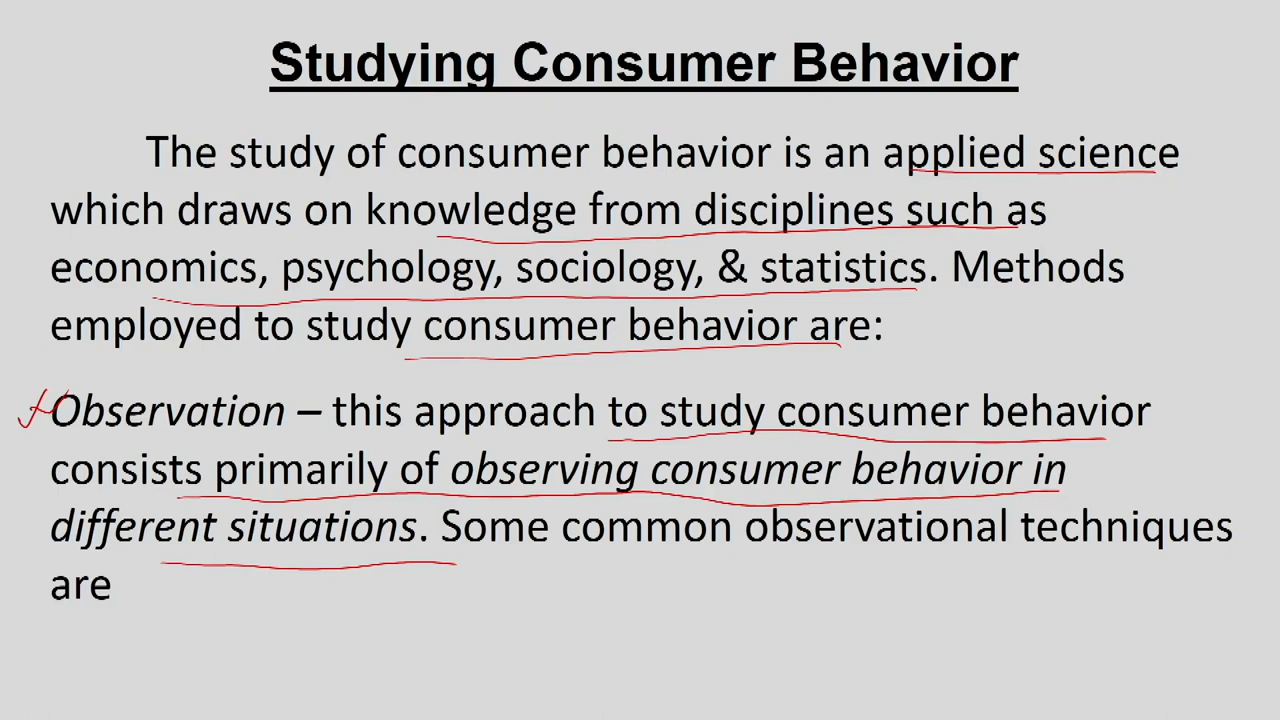 Studying Consumer Behavior
The study of consumer behavior is an applied science
which draws on knowledge from disciplines such as
economics, psychology, sociology, & statistics. Methods
employed to study consumer behavior are:
Observation – this approach to study consumer behavior
consists primarily of observing consumer behavior in
different situations. Some common observational techniques
are